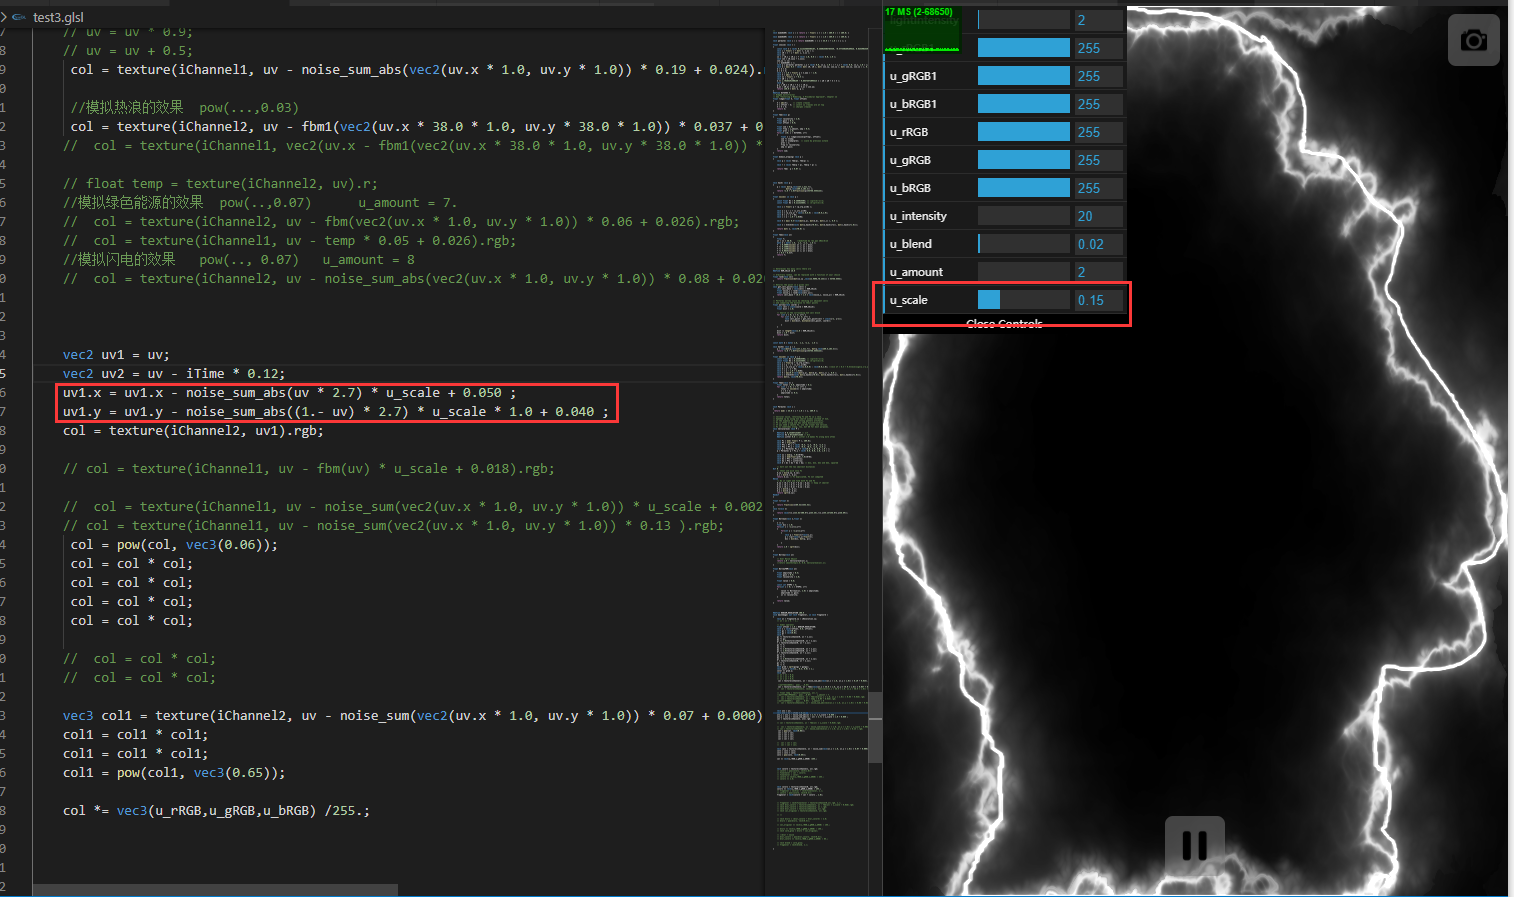 test3.glsl
// uv = uv * 0.9;
// uv = uv + 0.5;
col = texture(iChannel1, uv - noise_sum_abs(vec2(uv.x * 1.0, uv.y * 1.0)) * 0.19 + 0.024).
//模拟热浪的效果 pow(...,0.03)
col = texture(iChannel2, uv - fbm1(vec2(uv.x * 38.0 * 1.0, uv.y * 38.0 * 1.0)) * 0.037 + 0
// col = texture(iChannel1, vec2(uv.x - fbm1(vec2(uv.x * 38.0 * 1.0, uv.y * 38.0 * 1.0)) *
// float temp = texture(iChannel2, uv).r;
//模拟绿色能源的效果 pow(..,0.07) u_amount = 7.
// col = texture(iChannel2, uv - fbm(vec2(uv.x * 1.0, uv.y * 1.0)) * 0.06 + 0.026).rgb;
// col = texture(iChannel1, uv - temp * 0.05 + 0.026).rgb;
//模拟闪电的效果 pow(.., 0.07) u_amount = 8
// col = texture(iChannel2, uv - noise_sum_abs(vec2(uv.x * 1.0, uv.y * 1.0)) * 0.08 + 0.02
vec2 uv1 = uv;
vec2 uv2 = uv - iTime * 0.12;
uv1.x = uv1.x - noise_sum_abs(uv * 2.7) * u_scale + 0.050 ;
uv1.y = uv1.y - noise_sum_abs((1.- uv) * 2.7) * u_scale * 1.0 + 0.040 ;
col = texture(iChannel2, uv1).rgb;
// col = texture(iChannel1, uv - fbm(uv) * u_scale + 0.018).rgb;
// col = texture(iChannel1, uv - noise_sum(vec2(uv.x * 1.0, uv.y * 1.0)) * u_scale + 0.002
// col = texture(iChannel1, uv - noise_sum(vec2(uv.x * 1.0, uv.y * 1.0)) * 0.13 ).rgb;
col = pow(col, vec3(0.06));
col = col * col;
col = col * col;
col = col * col;
col = col * col;
// col = col * col;
// col = col * col;
vec3 col1 = texture(iChannel2, uv - noise_sum(vec2(uv.x * 1.0, uv.y * 1.0)) * 0.07 + 0.000)
col1 = col1 * col1;
col1 = col1 * col1;
col1 = pow(col1, vec3(0.65));
col *= vec3(u_rRGB,u_gRGB,u_bRGB) /255.;
17 MS (2-68650)
lightIntensity 2
255
u_gRGB1 255
u_bRGB1 255
u_rRGB 255
u_gRGB 255
u_bRGB 255
u_intensity 20
u_blend 0.02
u_amount 2
u_scale 0.15
Close Controls